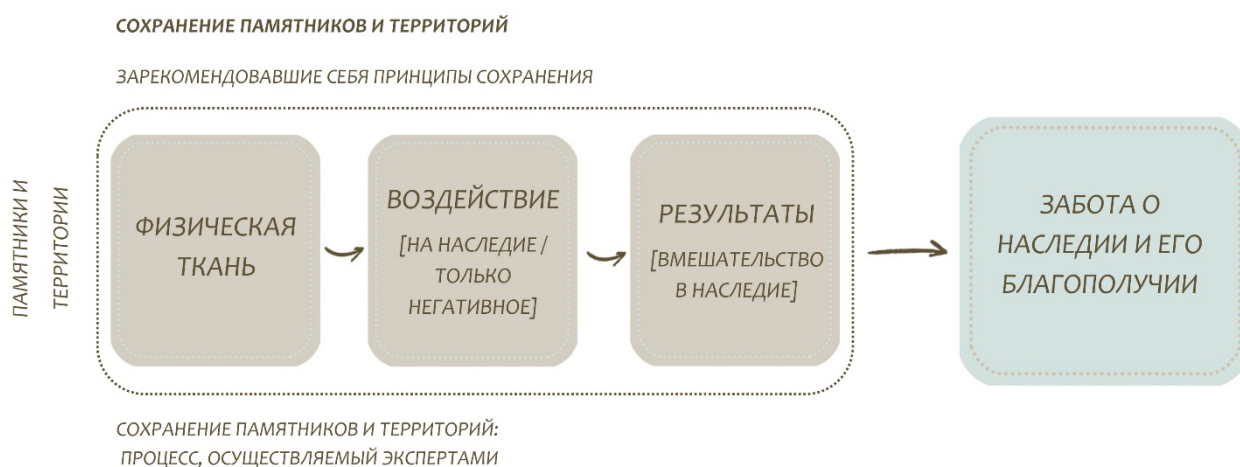 СОХРАНЕНИЕ ПАМЯТНИКОВ И ТЕРРИТОРИЙ
ЗАРЕКОМЕНДОВАВШИЕ СЕБЯ ПРИНЦИПЫ СОХРАНЕНИЯ
ПАМЯТНИКИ И
ТЕРРИТОРИИ
ФИЗИЧЕСКАЯ
ТКАНЬ
ВОЗДЕЙСТВИЕ
[НА НАСЛЕДИЕ /
ТОЛЬКО
НЕГАТИВНОЕ]
РЕЗУЛЬТАТЫ
[ВМЕШАТЕЛЬСТВО
В НАСЛЕДИЕ]
ЗАБОТА О
НАСЛЕДИИ И ЕГО
БЛАГОПОЛУЧИИ
СОХРАНЕНИЕ ПАМЯТНИКОВ И ТЕРРИТОРИЙ:
ПРОЦЕСС, ОСУЩЕСТВЛЯЕМЫЙ ЭКСПЕРТАМИ